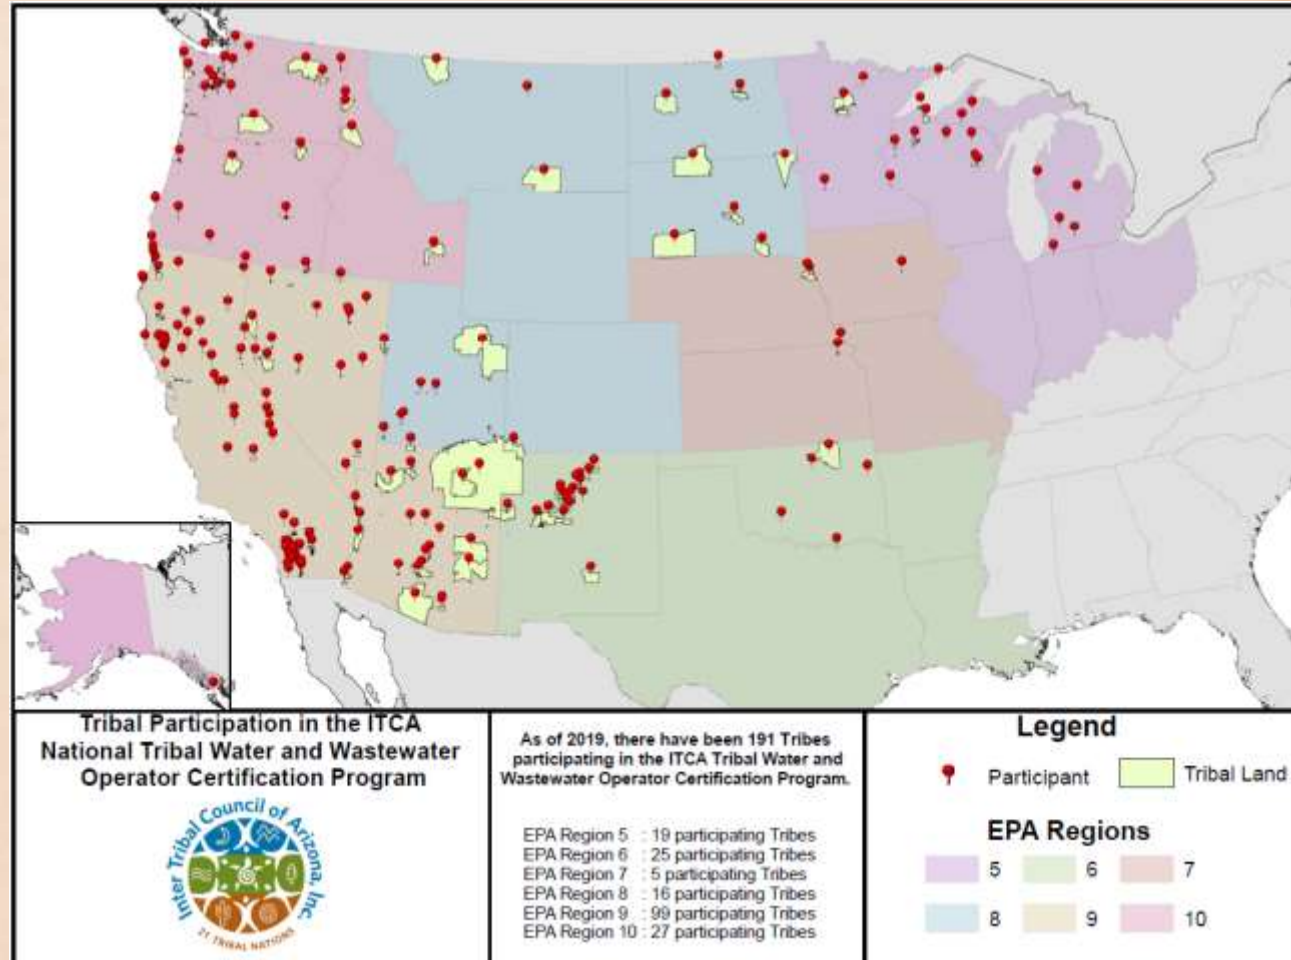 Tribal Participation in the ITCA
National Tribal Water and Wastewater
Operator Certification Program
Inter Tribal Council of Arizona, Inc.
21 TRIBAL NATIONS
As of 2019, there have been 191 Tribes
participating in the ITCA Tribal Water and
Wastewater Operator Certification Program.
EPA Region 5 : 19 participating Tribes
EPA Region 6 : 25 participating Tribes
EPA Region 7 : 5 participating Tribes
EPA Region 8 : 16 participating Tribes
EPA Region 9 : 99 participating Tribes
EPA Region 10 : 27 participating Tribes
Legend
Participant Tribal Land
EPA Regions
5 6 7
8 9 10